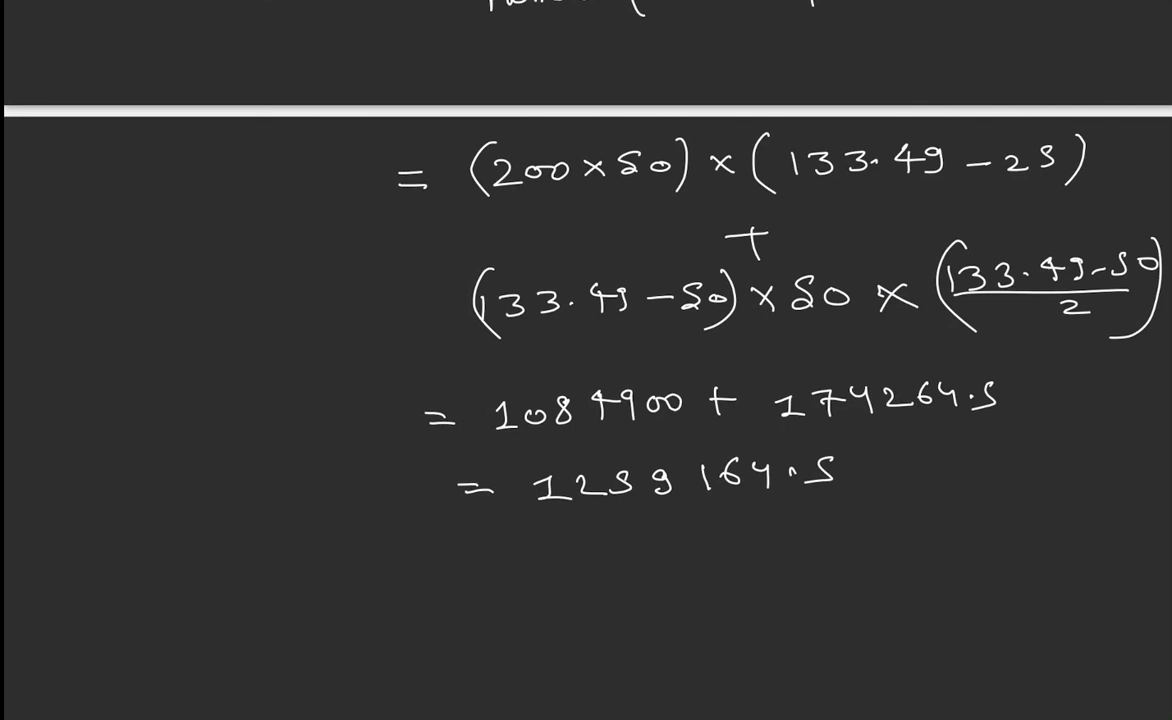 = (200 × 50) × (133.49 - 25)
+
(133.49 - 50) × 50 × (133.49-50 / 2)
= 1084900 + 174264.5
= 1259164.5